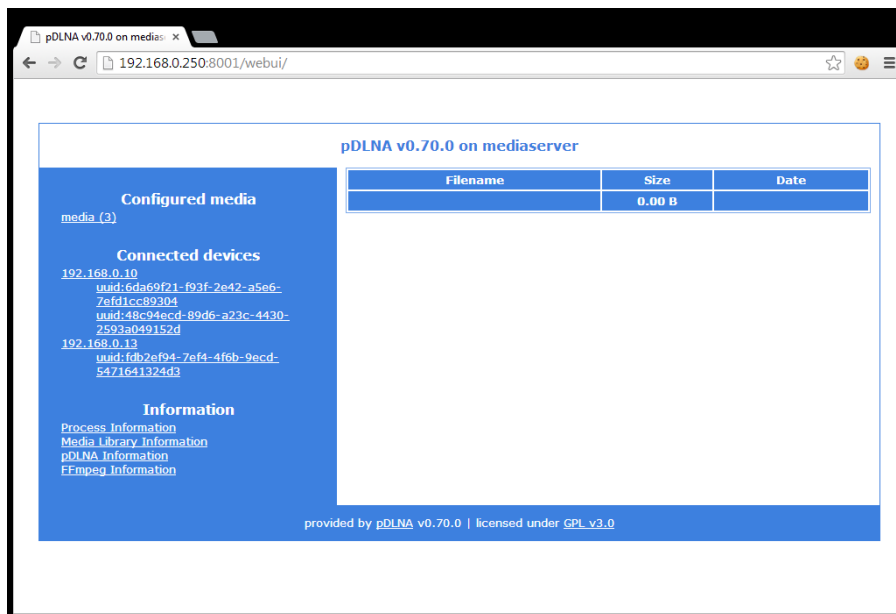 pDLNA v0.70.0 on medias
192.168.0.250:8001/webui/
pDLNA v0.70.0 on mediaserver
Configured media
media (3)
Connected devices
192.168.0.10
uuid:6da69f21-f93f-2e42-a5e6-
7efd1cc89304
uuid:48c94ecd-89d6-a23c-4430-
2593a049152d
192.168.0.13
uuid:fdb2ef94-7ef4-4f6b-9ecd-
5471641324d3
Information
Process Information
Media Library Information
pDLNA Information
FFmpeg Information
Filename Size Date
0.00 B
provided by pDLNA v0.70.0 | licensed under GPL v3.0